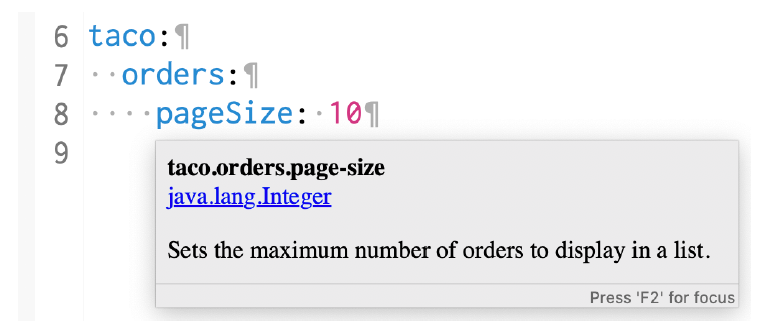 6 taco:¶
7 ··orders:¶
8 ····pageSize:·10¶
9
taco.orders.page-size
java.lang.Integer
Sets the maximum number of orders to display in a list.
Press 'F2' for focus